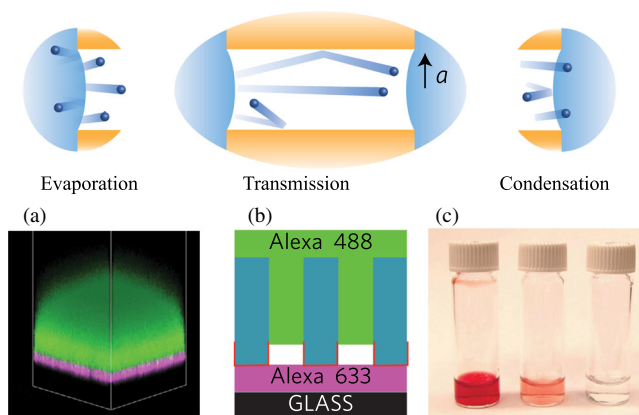 a
Evaporation
Transmission
Condensation
(a)
(b)
(c)
Alexa 488
Alexa 633
GLASS